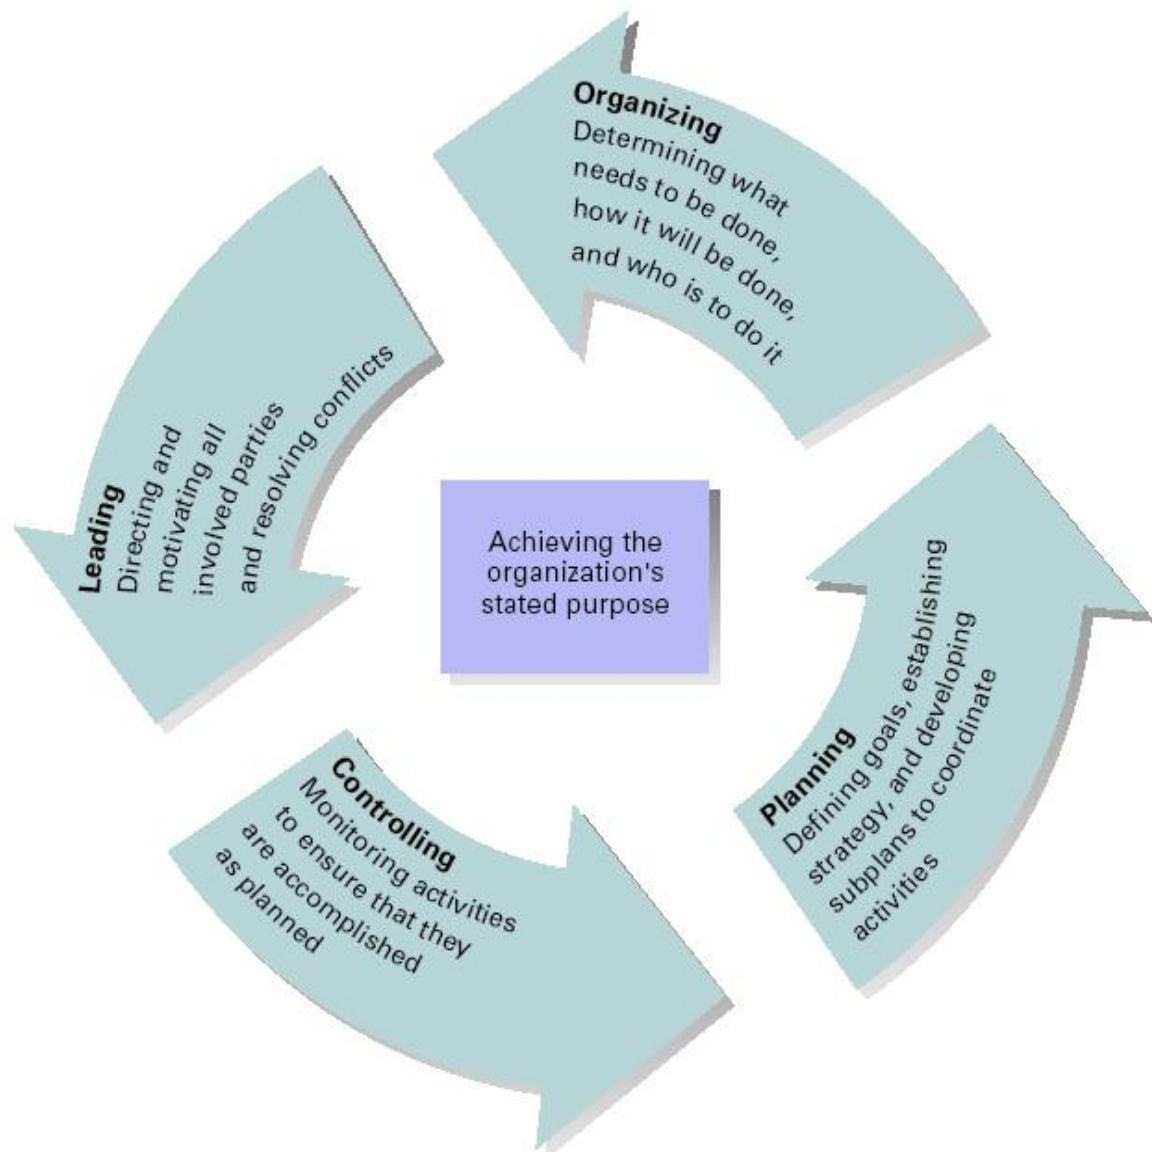 Organizing
Determining what
needs to be done,
how it will be done,
and who is to do it
Leading
Directing and
motivating all
involved parties
and resolving conflicts
Achieving the
organization's
stated purpose
Planning
Defining goals, establishing
strategy, and developing
subplans to coordinate
activities
Controlling
Monitoring activities
to ensure that they
are accomplished
as planned